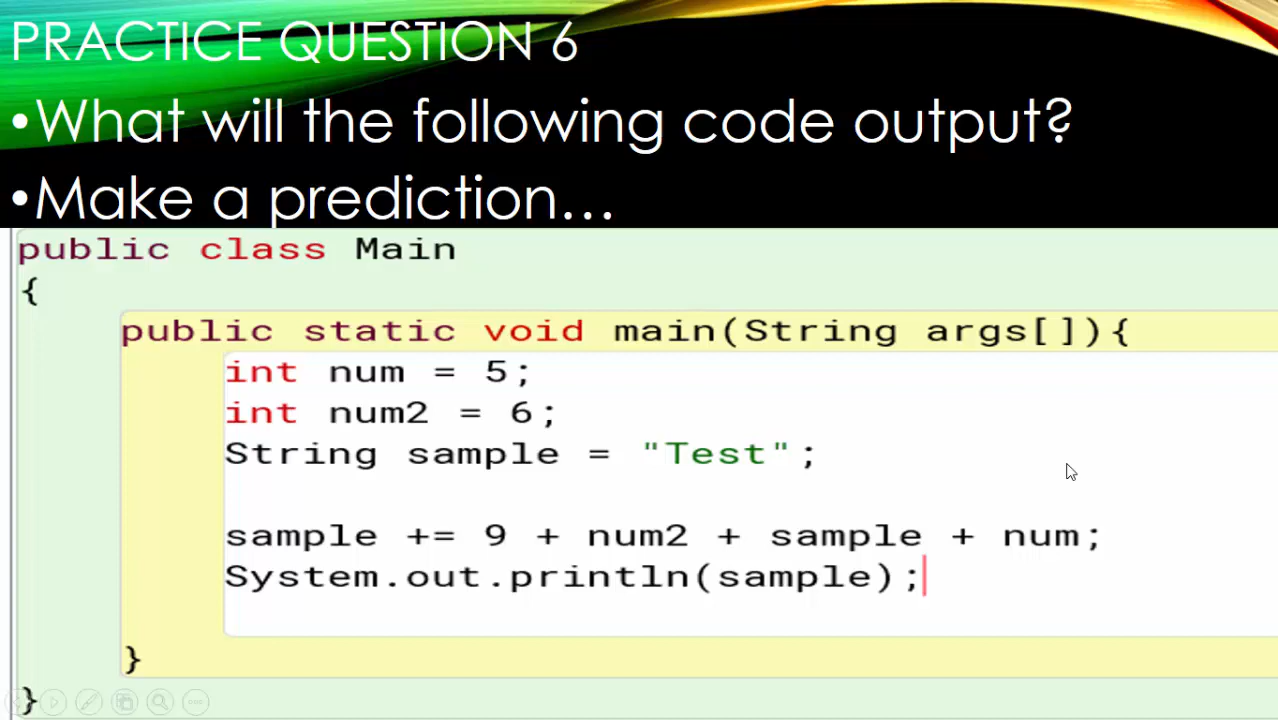 PRACTICE QUESTION 6
•What will the following code output?
•Make a prediction…
public class Main
{
public static void main(String args[]){
int num = 5;
int num2 = 6;
String sample = "Test";
sample += 9 + num2 + sample + num;
System.out.println(sample);
}
}